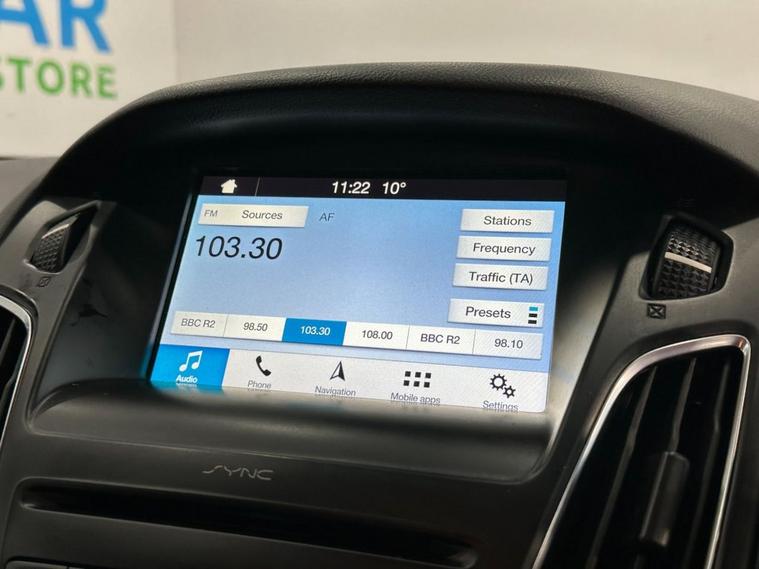 AR
STORE
11:22 10°
FM Sources AF
Stations
103.30
Frequency
Traffic (TA)
Presets
BBC R2 98.50 103.30 108.00 BBC R2 98.10
Audio Phone Navigation Mobile apps Settings
SYNC